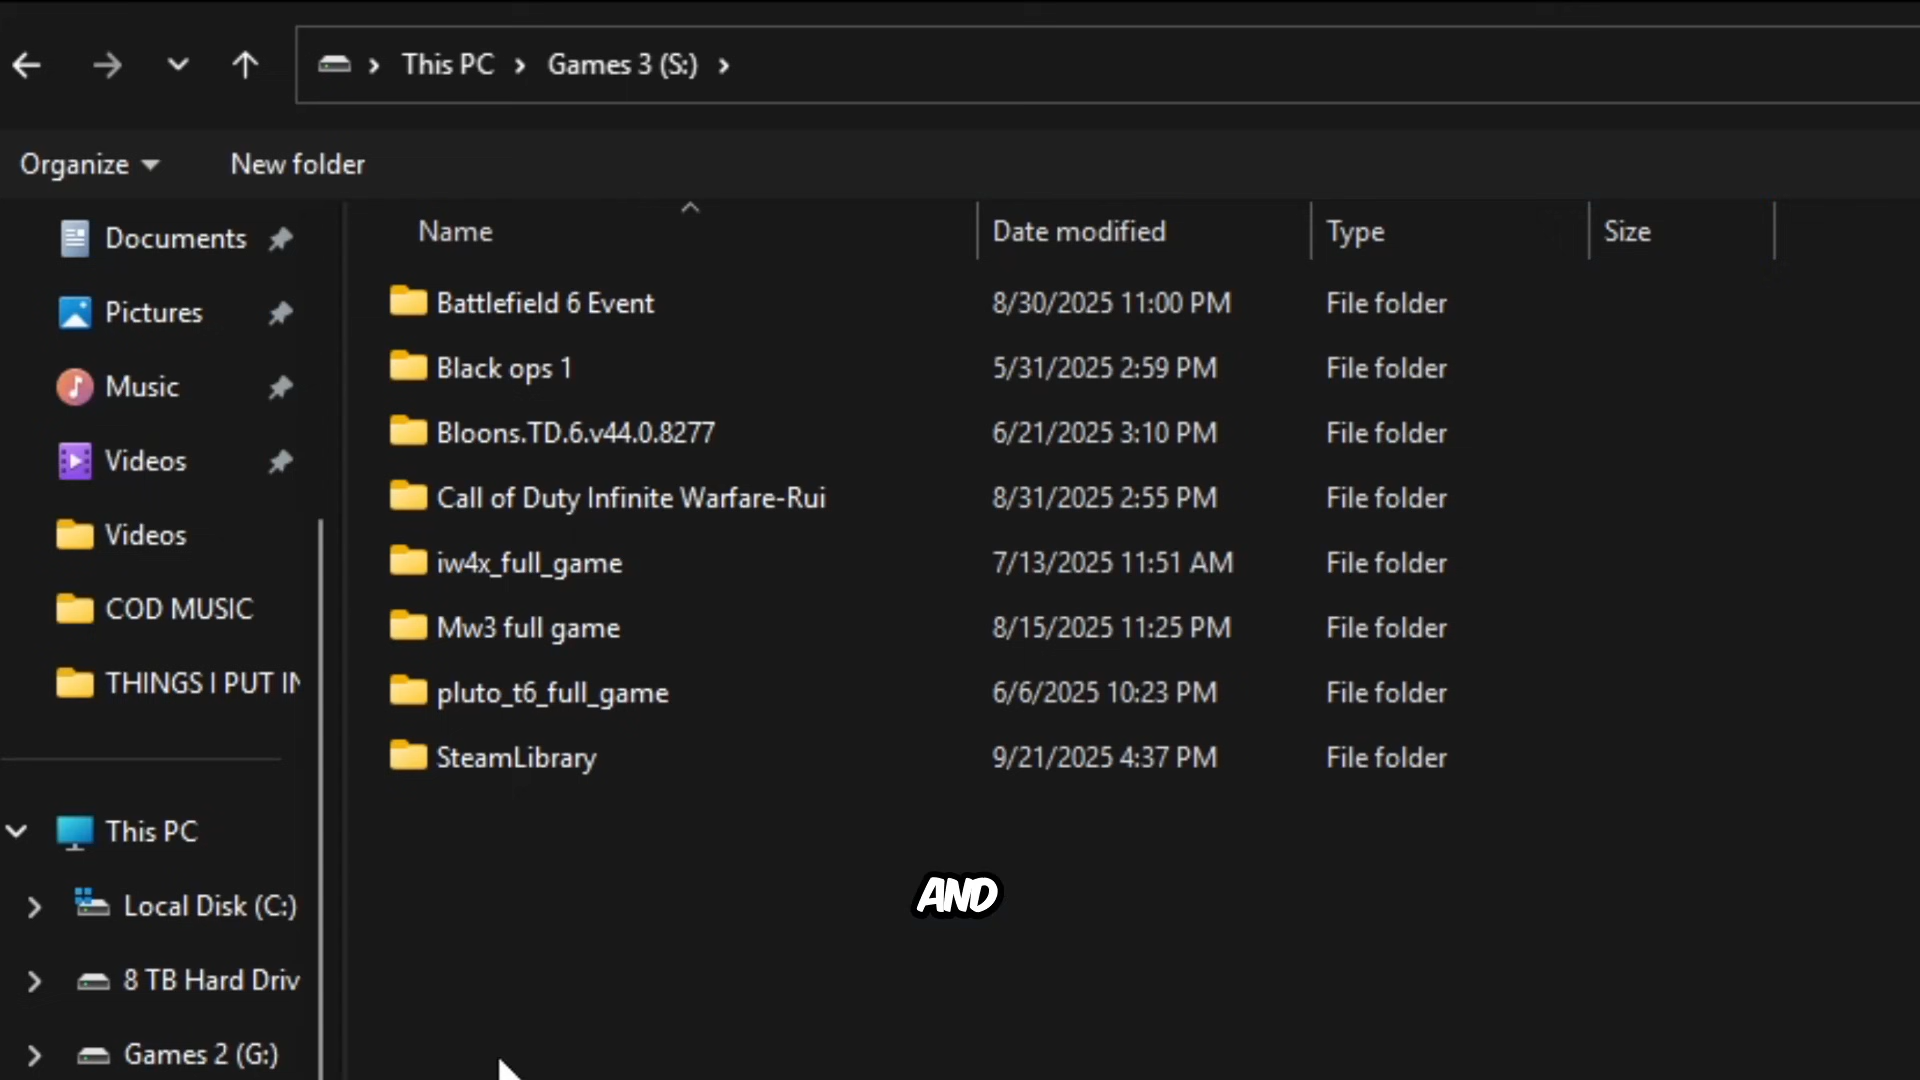 This PC > Games 3 (S:) >
Organize
New folder
Documents
Pictures
Music
Videos
Videos
COD MUSIC
THINGS I PUT IN
This PC
Local Disk (C:)
8 TB Hard Driv
Games 2 (G:)
Name Date modified Type Size
Battlefield 6 Event 8/30/2025 11:00 PM File folder
Black ops 1 5/31/2025 2:59 PM File folder
Bloons.TD.6.v44.0.8277 6/21/2025 3:10 PM File folder
Call of Duty Infinite Warfare-Rui 8/31/2025 2:55 PM File folder
iw4x_full_game 7/13/2025 11:51 AM File folder
Mw3 full game 8/15/2025 11:25 PM File folder
pluto_t6_full_game 6/6/2025 10:23 PM File folder
SteamLibrary 9/21/2025 4:37 PM File folder
AND